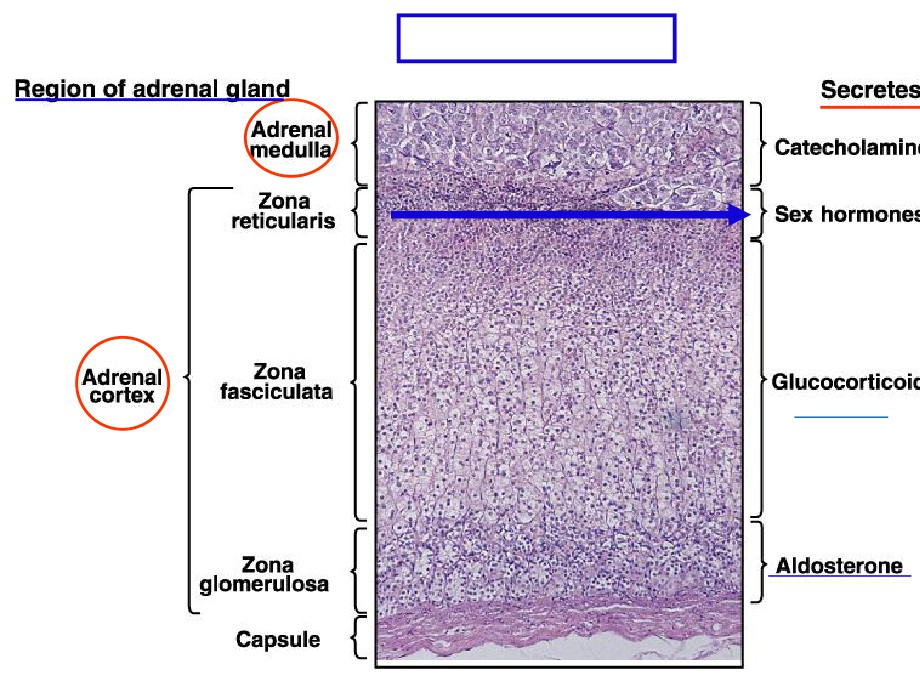 Region of adrenal gland
Secretes
Adrenal
medulla
Catecholamine
Zona
reticularis
Sex hormones
Zona
fasciculata
Adrenal
cortex
Glucocorticoid
Zona
glomerulosa
Aldosterone
Capsule